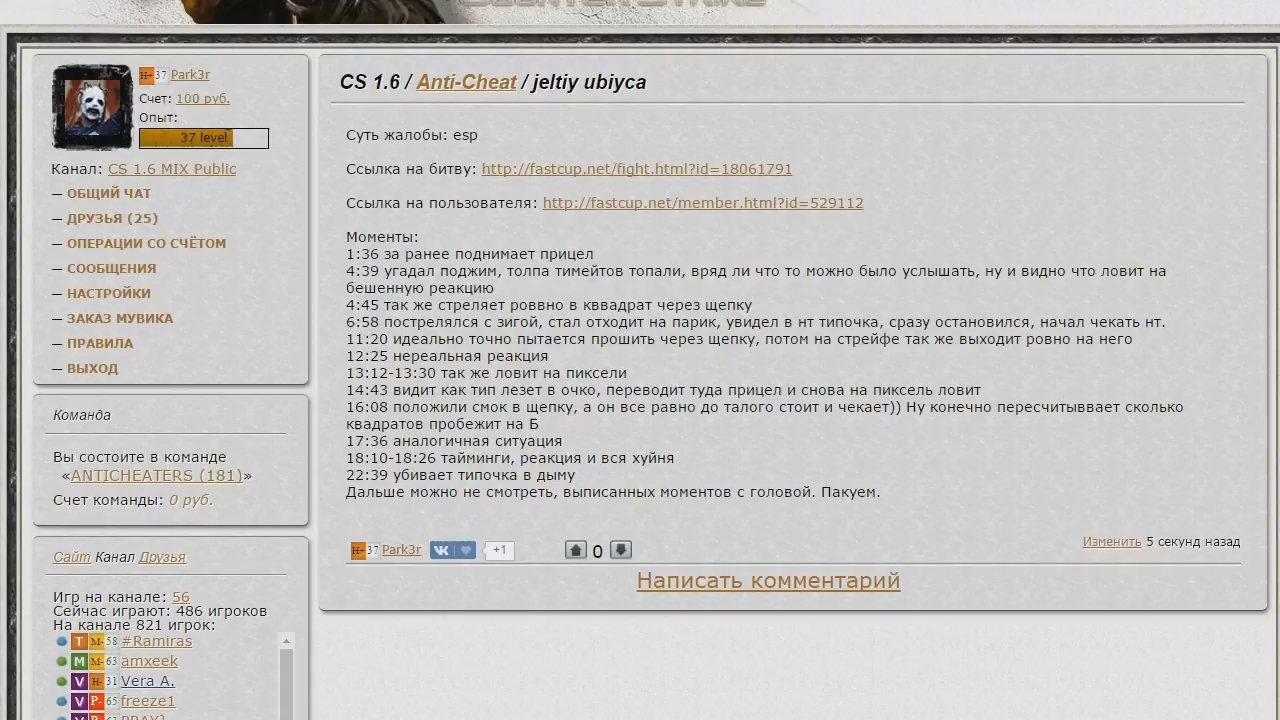 H+ 37 Park3r
Счет: 100 руб.
Опыт:
37 level
Канал: CS 1.6 MIX Public
— ОБЩИЙ ЧАТ
— ДРУЗЬЯ (25)
— ОПЕРАЦИИ СО СЧЁТОМ
— СООБЩЕНИЯ
— НАСТРОЙКИ
— ЗАКАЗ МУВИКА
— ПРАВИЛА
— ВЫХОД
Команда
Вы состоите в команде
«ANTICHEATERS (181)»
Счет команды: 0 руб.
Сайт Канал Друзья
Игр на канале: 56
Сейчас играют: 486 игроков
На канале 821 игрок:
T M- 58 #Ramiras
M M- 63 amxeek
V H- 31 Vera A.
V P- 65 freeze1
CS 1.6 / Anti-Cheat / jeltiy ubiyca
Суть жалобы: esp
Ссылка на битву: http://fastcup.net/fight.html?id=18061791
Ссылка на пользователя: http://fastcup.net/member.html?id=529112
Моменты:
1:36 за ранее поднимает прицел
4:39 угадал поджим, толпа тимейтов топали, вряд ли что то можно было услышать, ну и видно что ловит на
бешенную реакцию
4:45 так же стреляет роввно в кввадрат через щепку
6:58 пострелялся с зигой, стал отходит на парик, увидел в нт типочка, сразу остановился, начал чекать нт.
11:20 идеально точно пытается прошить через щепку, потом на стрейфе так же выходит ровно на него
12:25 нереальная реакция
13:12-13:30 так же ловит на пиксели
14:43 видит как тип лезет в очко, переводит туда прицел и снова на пиксель ловит
16:08 положили смок в щепку, а он все равно до талого стоит и чекает)) Ну конечно пересчитыввает сколько
квадратов пробежит на Б
17:36 аналогичная ситуация
18:10-18:26 тайминги, реакция и вся хуйня
22:39 убивает типочка в дыму
Дальше можно не смотреть, выписанных моментов с головой. Пакуем.
H+ 37 Park3r +1 0 Изменить 5 секунд назад
Написать комментарий